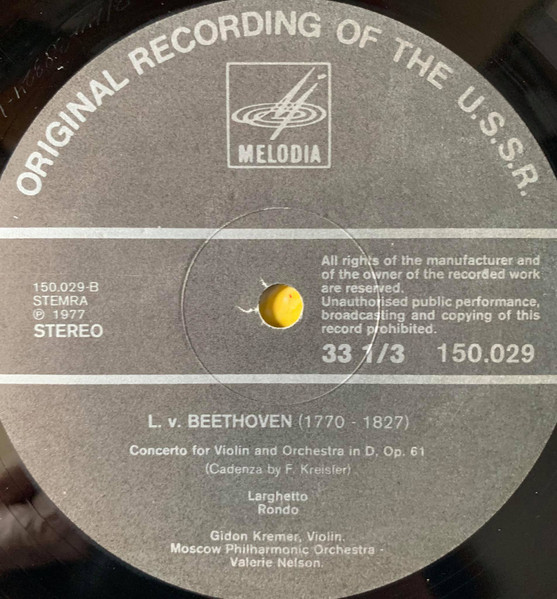 ORIGINAL RECORDING OF THE U.S.S.R.
MELODIA
150.029-B
STEMRA
℗ 1977
STEREO
All rights of the manufacturer and
of the owner of the recorded work
are reserved.
Unauthorised public performance,
broadcasting and copying of this
record prohibited.
33 1/3 150.029
L. v. BEETHOVEN (1770 - 1827)
Concerto for Violin and Orchestra in D, Op. 61
(Cadenza by F. Kreisler)
Larghetto
Rondo
Gidon Kremer, Violin.
Moscow Philharmonic Orchestra -
Valerie Nelson.